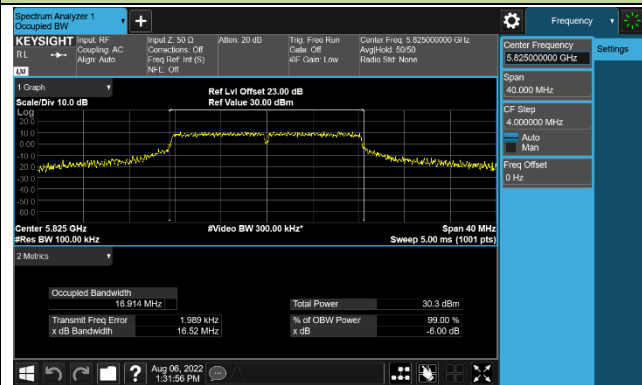 Spectrum Analyzer 1
Occupied BW
Frequency
KEYSIGHT
Input: RF
Coupling: AC
Align: Auto
Input Z: 50 Ω
Corrections: Off
Freq Ref: Int (S)
NFE: Off
Atten: 20 dB
Trig: Free Run
Gate: Off
#IF Gain: Low
Center Freq: 5.825000000 GHz
Avg|Hold: 50/50
Radio Std: None
RL
LXI
Center Frequency
5.825000000 GHz
Settings
Span
40.000 MHz
CF Step
4.000000 MHz
Auto
Man
Freq Offset
0 Hz
1 Graph
Scale/Div 10.0 dB
Ref Lvl Offset 23.00 dB
Ref Value 30.00 dBm
Log
20.0
10.0
0.00
-10.0
-20.0
-30.0
-40.0
-50.0
-60.0
Center 5.825 GHz
#Res BW 100.00 kHz
#Video BW 300.00 kHz*
Span 40 MHz
Sweep 5.00 ms (1001 pts)
2 Metrics
Occupied Bandwidth
16.914 MHz
Total Power 30.3 dBm
Transmit Freq Error 1.989 kHz
% of OBW Power 99.00 %
x dB Bandwidth 16.52 MHz
x dB -6.00 dB
?
Aug 06, 2022
1:31:56 PM